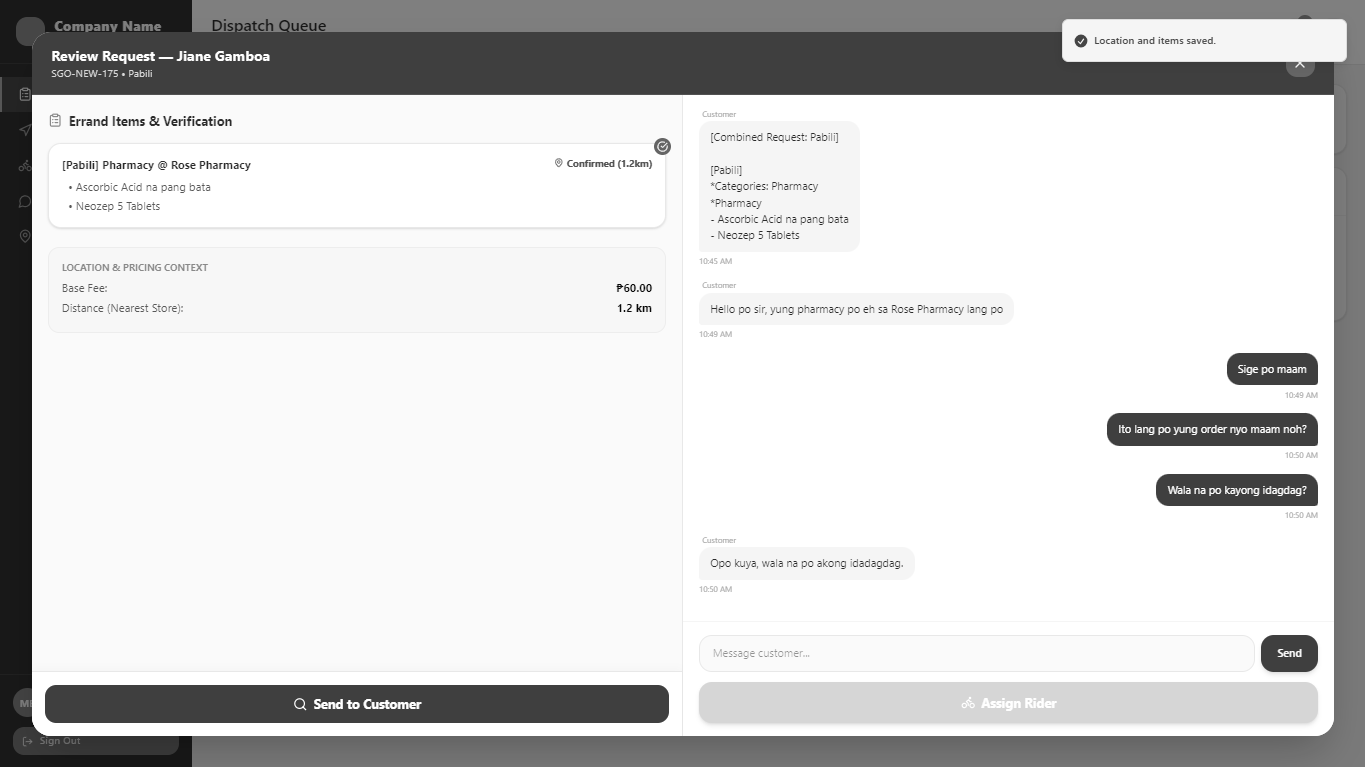 Company Name
Dispatch Queue
Location and items saved.
Review Request — Jiane Gamboa
SGO-NEW-175 • Pabili
Errand Items & Verification
[Pabili] Pharmacy @ Rose Pharmacy
Confirmed (1.2km)
• Ascorbic Acid na pang bata
• Neozep 5 Tablets
LOCATION & PRICING CONTEXT
Base Fee:
₱60.00
Distance (Nearest Store):
1.2 km
Send to Customer
Customer
[Combined Request: Pabili]
[Pabili]
*Categories: Pharmacy
*Pharmacy
- Ascorbic Acid na pang bata
- Neozep 5 Tablets
10:45 AM
Customer
Hello po sir, yung pharmacy po eh sa Rose Pharmacy lang po
10:49 AM
Sige po maam
10:49 AM
Ito lang po yung order nyo maam noh?
10:50 AM
Wala na po kayong idagdag?
10:50 AM
Customer
Opo kuya, wala na po akong idadagdag.
10:50 AM
Message customer...
Send
Assign Rider
Sign Out